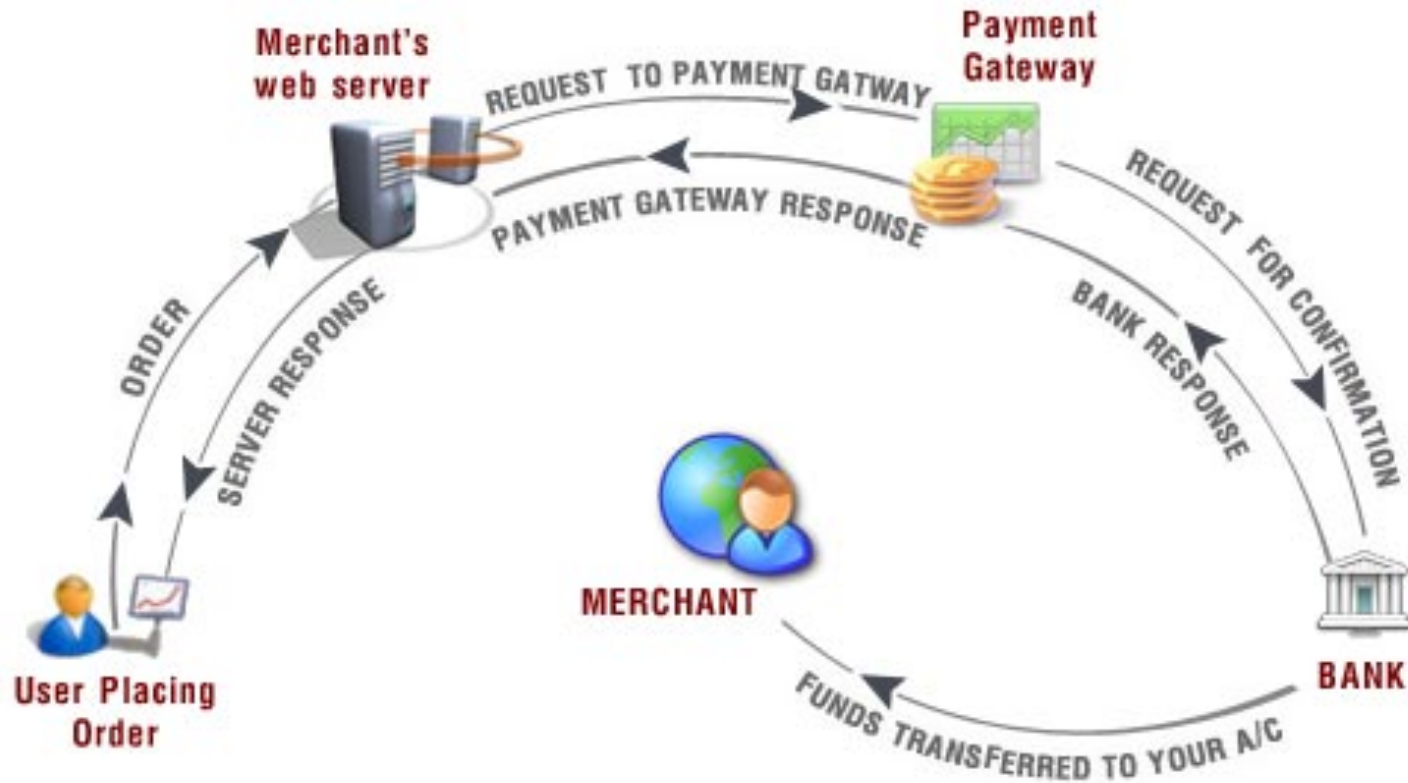 Merchant's
web server
Payment
Gateway
REQUEST TO PAYMENT GATWAY
PAYMENT GATEWAY RESPONSE
REQUEST FOR CONFIRMATION
BANK RESPONSE
ORDER
SERVER RESPONSE
MERCHANT
User Placing
Order
BANK
FUNDS TRANSFERRED TO YOUR A/C